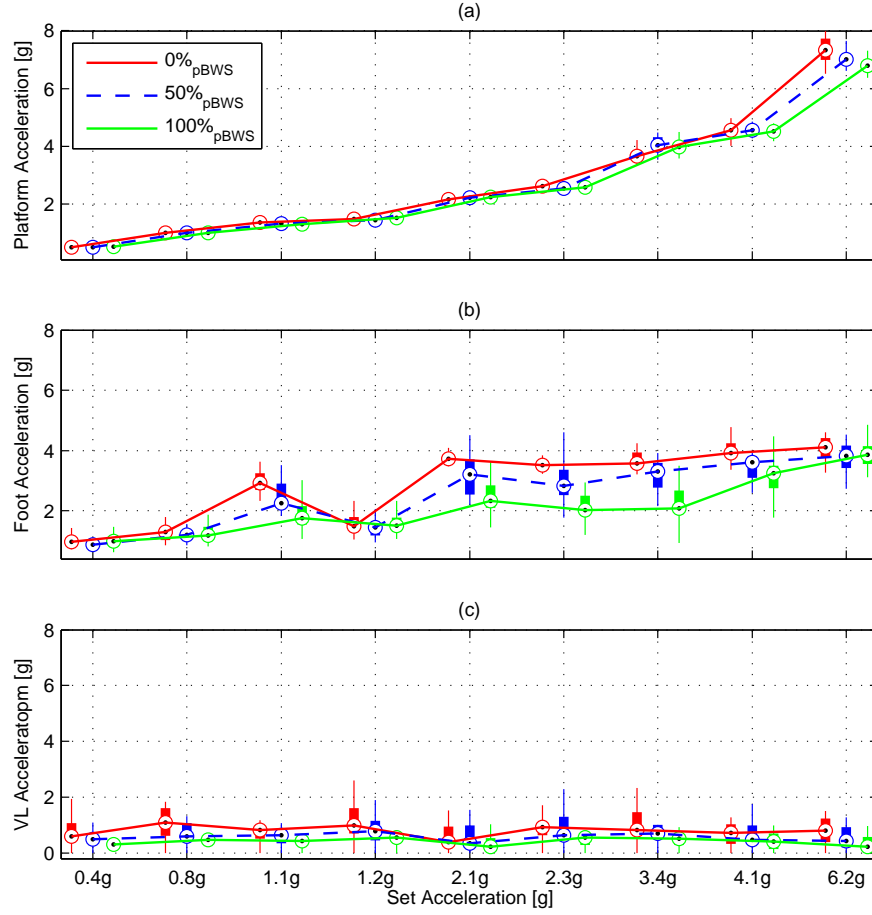 (a)
8
6
4
2
Platform Acceleration [g]
0%pBWS
50%pBWS
100%pBWS
(b)
8
6
4
2
Foot Acceleration [g]
(c)
8
6
4
2
0
VL Acceleratopm [g]
0.4g 0.8g 1.1g 1.2g 2.1g 2.3g 3.4g 4.1g 6.2g
Set Acceleration [g]